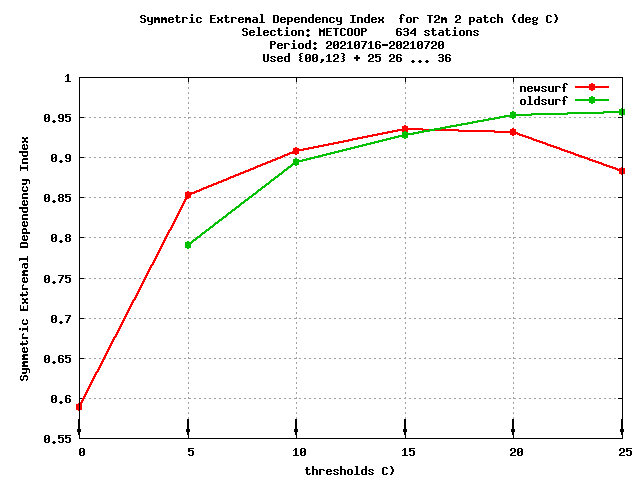 Symmetric Extremal Dependency Index  for T2m 2 patch (deg C)
Selection: METCOOP    634 stations
Period: 20210716-20210720
Used {00,12} + 25 26 ... 36
newsurf
oldsurf
Symmetric Extremal Dependency Index
1
0.95
0.9
0.85
0.8
0.75
0.7
0.65
0.6
0.55
0 5 10 15 20 25
thresholds C)